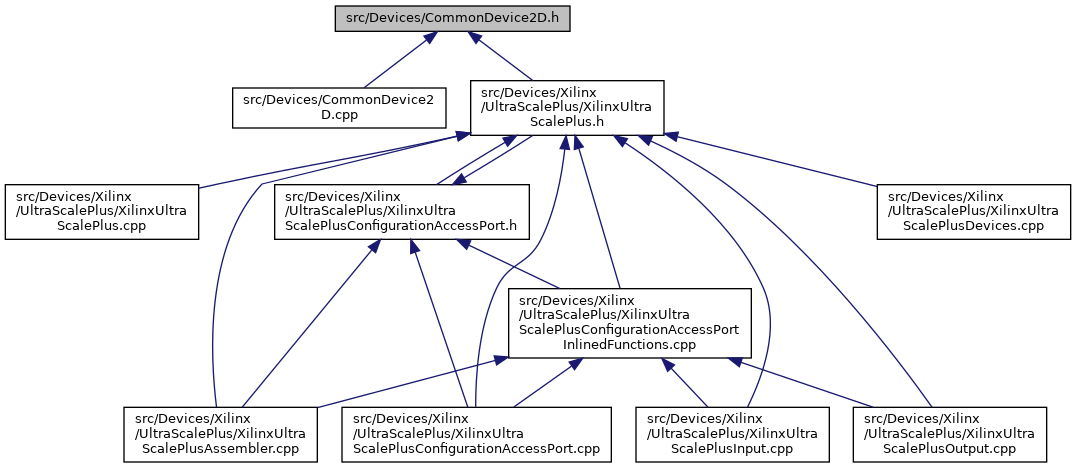 src/Devices/CommonDevice2D.h
src/Devices/CommonDevice2
D.cpp
src/Devices/Xilinx
/UltraScalePlus/XilinxUltra
ScalePlus.h
src/Devices/Xilinx
/UltraScalePlus/XilinxUltra
ScalePlus.cpp
src/Devices/Xilinx
/UltraScalePlus/XilinxUltra
ScalePlusConfigurationAccessPort.h
src/Devices/Xilinx
/UltraScalePlus/XilinxUltra
ScalePlusDevices.cpp
src/Devices/Xilinx
/UltraScalePlus/XilinxUltra
ScalePlusConfigurationAccessPort
InlinedFunctions.cpp
src/Devices/Xilinx
/UltraScalePlus/XilinxUltra
ScalePlusAssembler.cpp
src/Devices/Xilinx
/UltraScalePlus/XilinxUltra
ScalePlusConfigurationAccessPort.cpp
src/Devices/Xilinx
/UltraScalePlus/XilinxUltra
ScalePlusInput.cpp
src/Devices/Xilinx
/UltraScalePlus/XilinxUltra
ScalePlusOutput.cpp